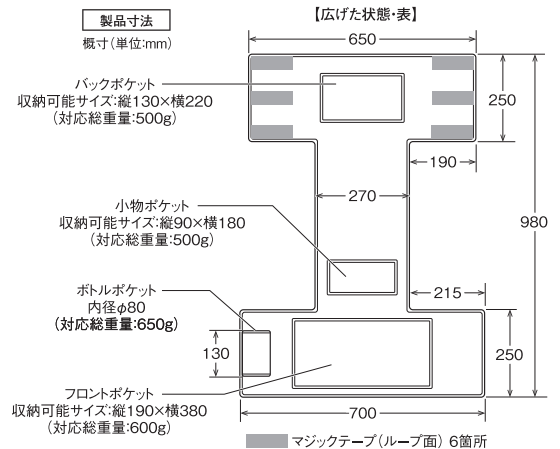 製品寸法
概寸(単位:mm)
【広げた状態・表】
650
バックポケット
収納可能サイズ:縦130×横220
(対応総重量:500g)
250
190
270
980
小物ポケット
収納可能サイズ:縦90×横180
(対応総重量:500g)
ボトルポケット
内径φ80
(対応総重量:650g)
215
130
250
フロントポケット
収納可能サイズ:縦190×横380
(対応総重量:600g)
700
マジックテープ(ループ面) 6箇所